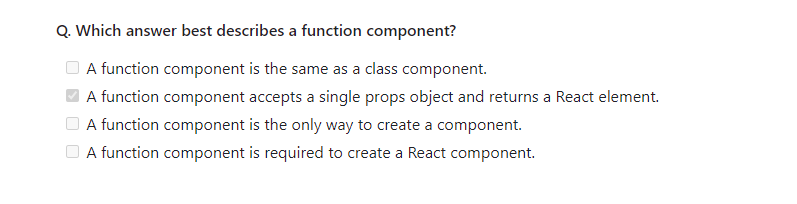 Q. Which answer best describes a function component?
A function component is the same as a class component.
A function component accepts a single props object and returns a React element.
A function component is the only way to create a component.
A function component is required to create a React component.